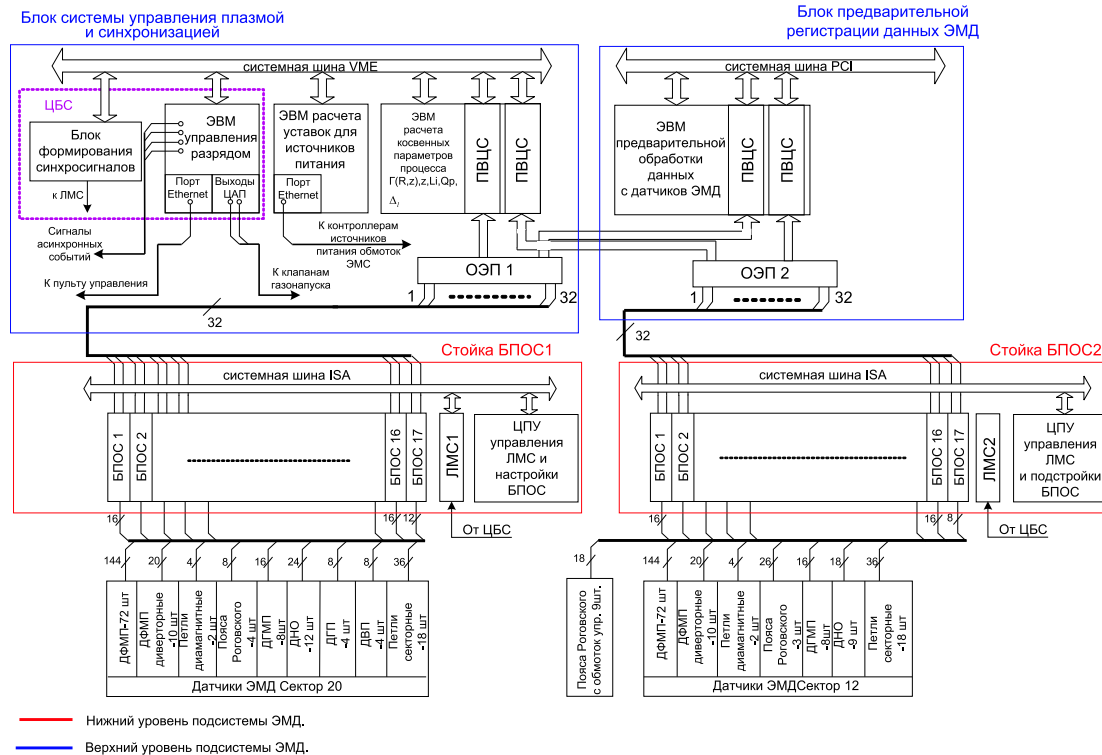 Блок системы управления плазмой
и синхронизацией
Блок предварительной
регистрации данных ЭМД
системная шина VME
системная шина PCI
ЦБС
Блок
формирования
синхросигналов
к ЛМС
ЭВМ
управления
разрядом
Порт
Ethernet
Выходы
ЦАП
ЭВМ расчета
уставок для
источников
питания
Порт
Ethernet
ЭВМ
расчета
косвенных
параметров
процесса
Г(R,z),z,Li,Qp,
Δl
ПВЦС
ПВЦС
ЭВМ
предварительной
обработки
данных
с датчиков ЭМД
ПВЦС
ПВЦС
Сигналы
асинхронных
событий
К контроллерам
источников
питания обмоток
ЭМС
К пульту управления
К клапанам
газонапуска
ОЭП 1
1
32
ОЭП 2
1
32
32
32
Стойка БПОС1
Стойка БПОС2
системная шина ISA
системная шина ISA
БПОС 1
БПОС 2
БПОС 16
БПОС 17
ЛМС1
ЦПУ
управления
ЛМС и
настройки
БПОС
БПОС 1
БПОС 2
БПОС 16
БПОС 17
ЛМС2
ЦПУ
управления
ЛМС
и подстройки
БПОС
16
16
12
От ЦБС
16
16
8
От ЦБС
144
20
4
8
16
24
8
8
36
18
144
20
4
26
16
18
36
ДФМП-72 шт
ДФМП
диверторные
-10 шт
Петли
диамагнитные
-2 шт
Пояса
Роговского
-4 шт
ДГМП
-8шт
ДНО
-12 шт
ДГП
-4 шт
ДВП
-4 шт
Петли
секторные
-18 шт
Датчики ЭМД Сектор 20
Пояса Роговского
с обмоток упр. 9шт.
ДФМП-72 шт
ДФМП
диверторные
-10 шт
Петли
диамагнитные
-2 шт
Пояса
Роговского
-3 шт
ДГМП
-8шт
ДНО
-9 шт
Петли
секторные
-18 шт
Датчики ЭМДСектор 12
Нижний уровень подсистемы ЭМД.
Верхний уровень подсистемы ЭМД.